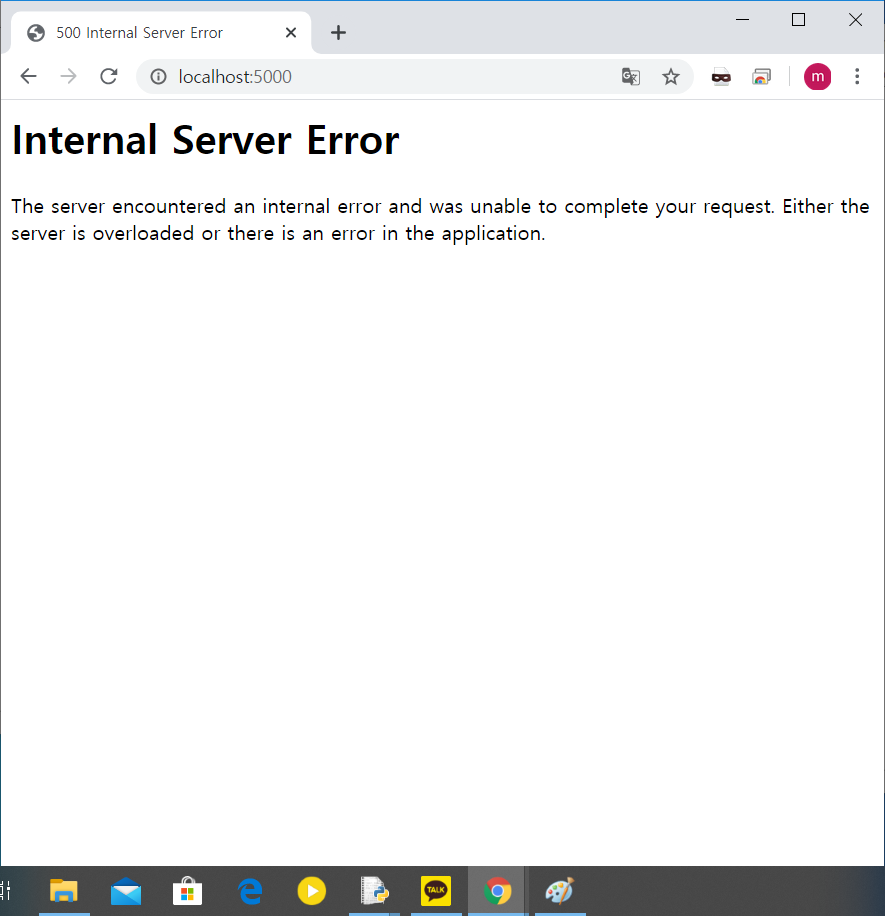 500 Internal Server Error
localhost:5000
m
Internal Server Error
The server encountered an internal error and was unable to complete your request. Either the
server is overloaded or there is an error in the application.
TALK